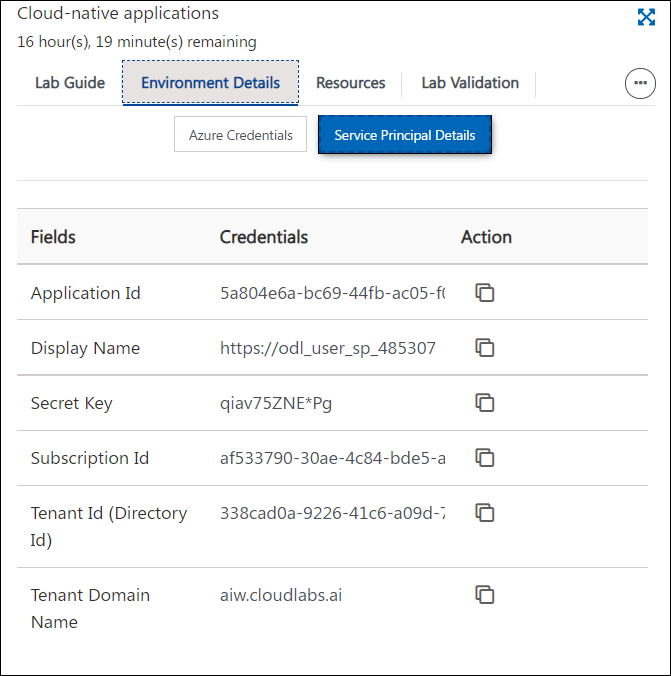 Cloud-native applications
16 hour(s), 19 minute(s) remaining
Lab Guide Environment Details Resources Lab Validation
Azure Credentials Service Principal Details
Fields Credentials Action
Application Id 5a804e6a-bc69-44fb-ac05-f
Display Name https://odl_user_sp_485307
Secret Key qiav75ZNE*Pg
Subscription Id af533790-30ae-4c84-bde5-a
Tenant Id (Directory 338cad0a-9226-41c6-a09d-7
Id)
Tenant Domain aiw.cloudlabs.ai
Name